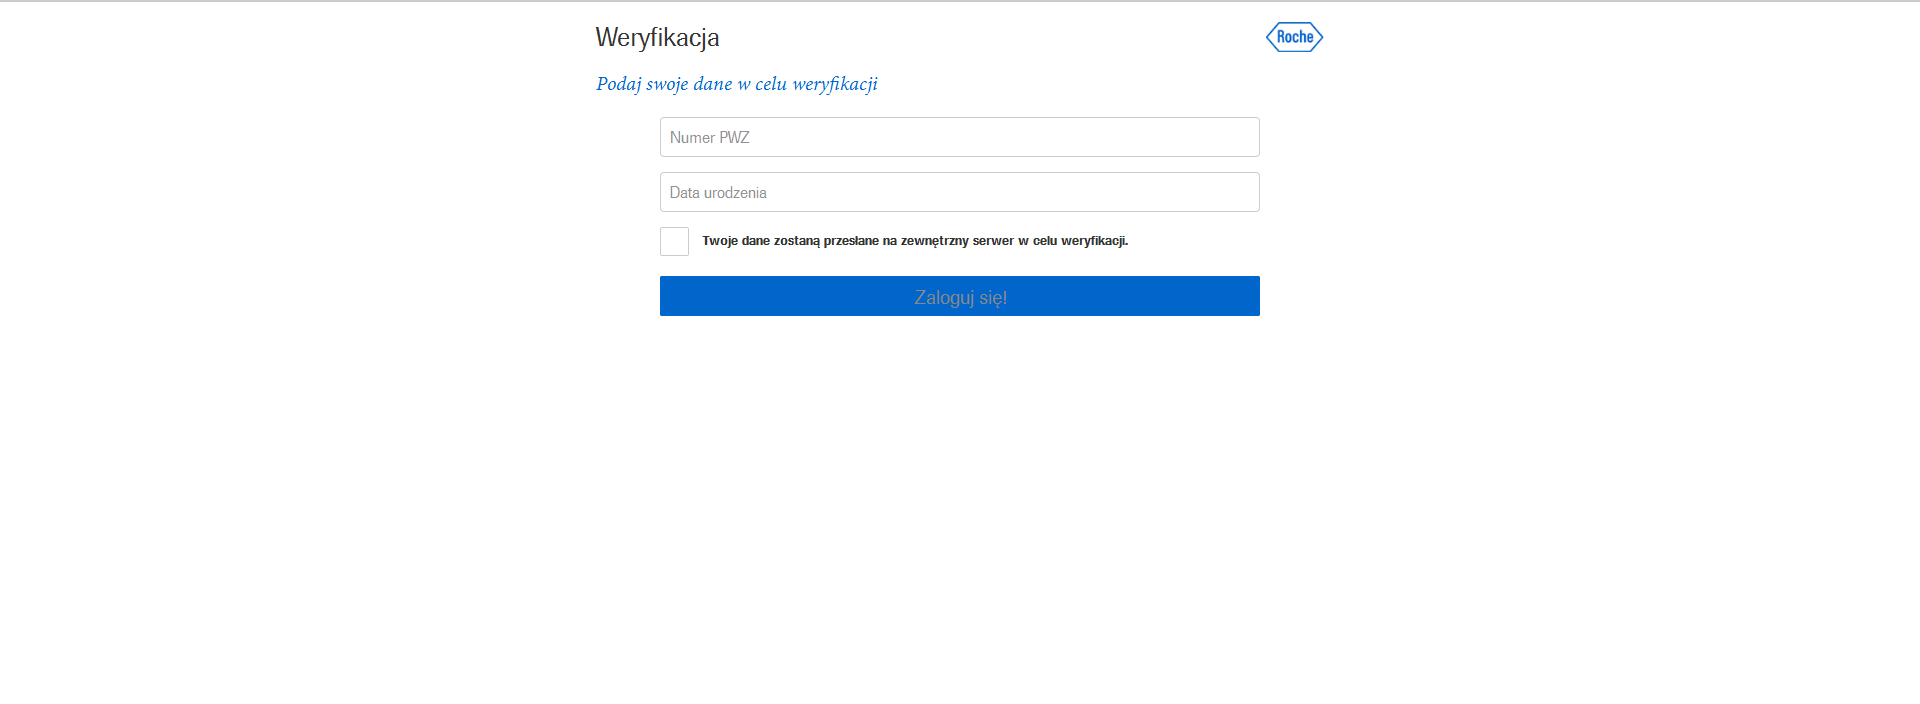 Weryfikacja
Roche
Podaj swoje dane w celu weryfikacji
Numer PWZ
Data urodzenia
Twoje dane zostaną przesłane na zewnętrzny serwer w celu weryfikacji.
Zaloguj się!